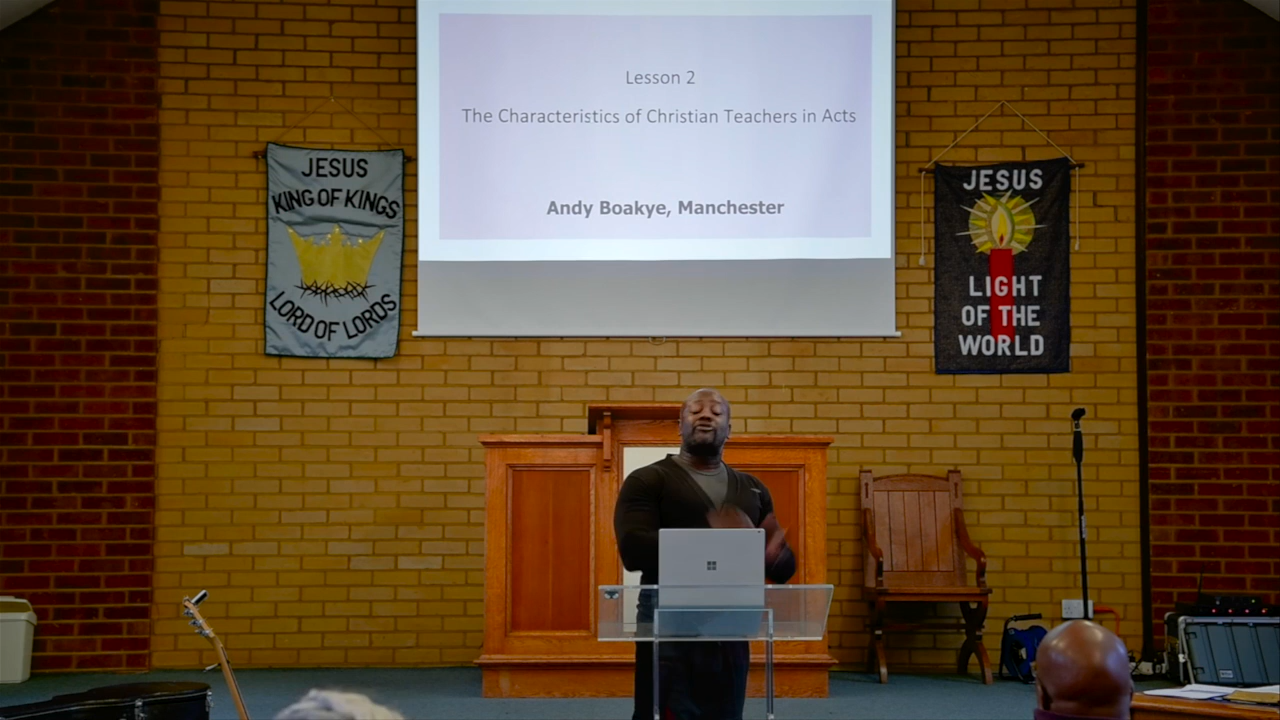 Lesson 2
The Characteristics of Christian Teachers in Acts
Andy Boakye, Manchester
JESUS
KING OF KINGS
LORD OF LORDS
JESUS
LIGHT
OF THE
WORLD